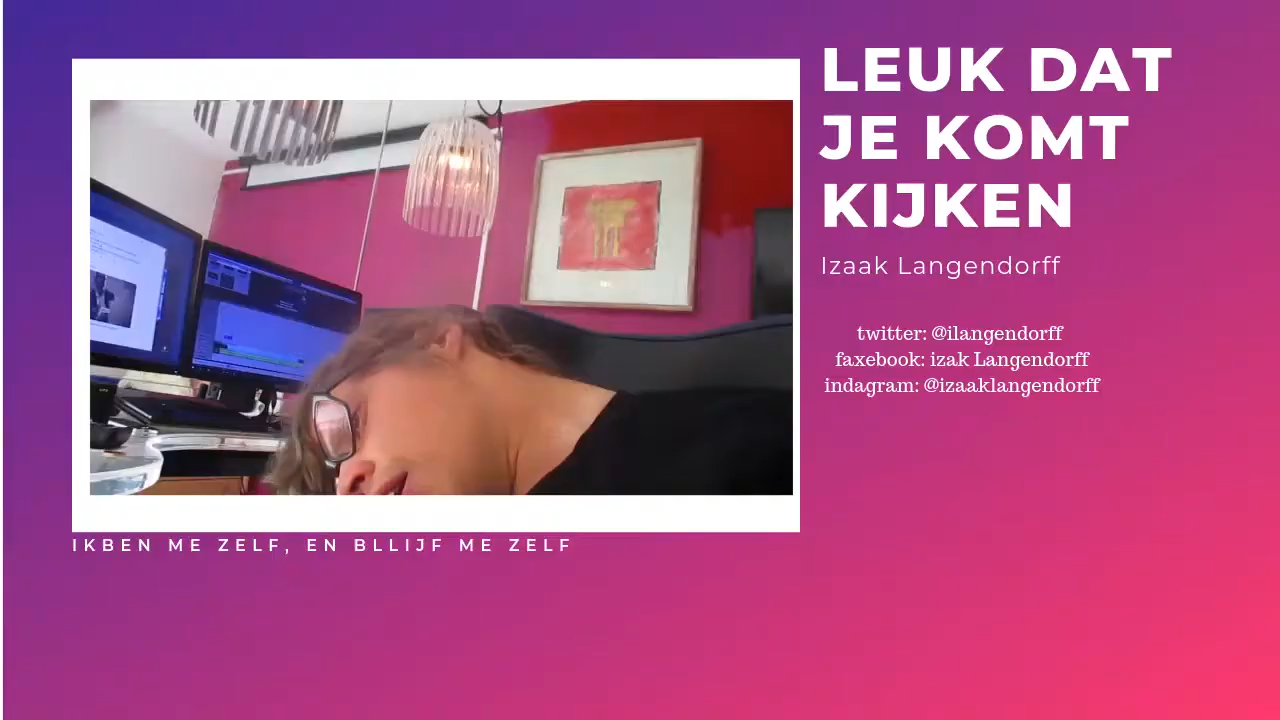 LEUK DAT
JE KOMT
KIJKEN
Izaak Langendorff
twitter: @ilangendorff
faxebook: izak Langendorff
indagram: @izaaklangendorff
IKBEN ME ZELF, EN BLLIJF ME ZELF